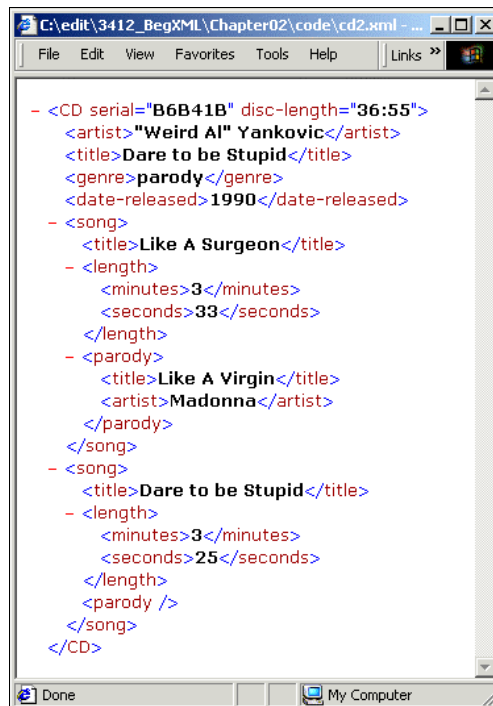 C:\edit\3412_BegXML\Chapter02\code\cd2.xml - ...
File Edit View Favorites Tools Help Links »
- <CD serial="B6B41B" disc-length="36:55">
<artist>"Weird Al" Yankovic</artist>
<title>Dare to be Stupid</title>
<genre>parody</genre>
<date-released>1990</date-released>
- <song>
<title>Like A Surgeon</title>
- <length>
<minutes>3</minutes>
<seconds>33</seconds>
</length>
- <parody>
<title>Like A Virgin</title>
<artist>Madonna</artist>
</parody>
</song>
- <song>
<title>Dare to be Stupid</title>
- <length>
<minutes>3</minutes>
<seconds>25</seconds>
</length>
<parody />
</song>
</CD>
Done My Computer